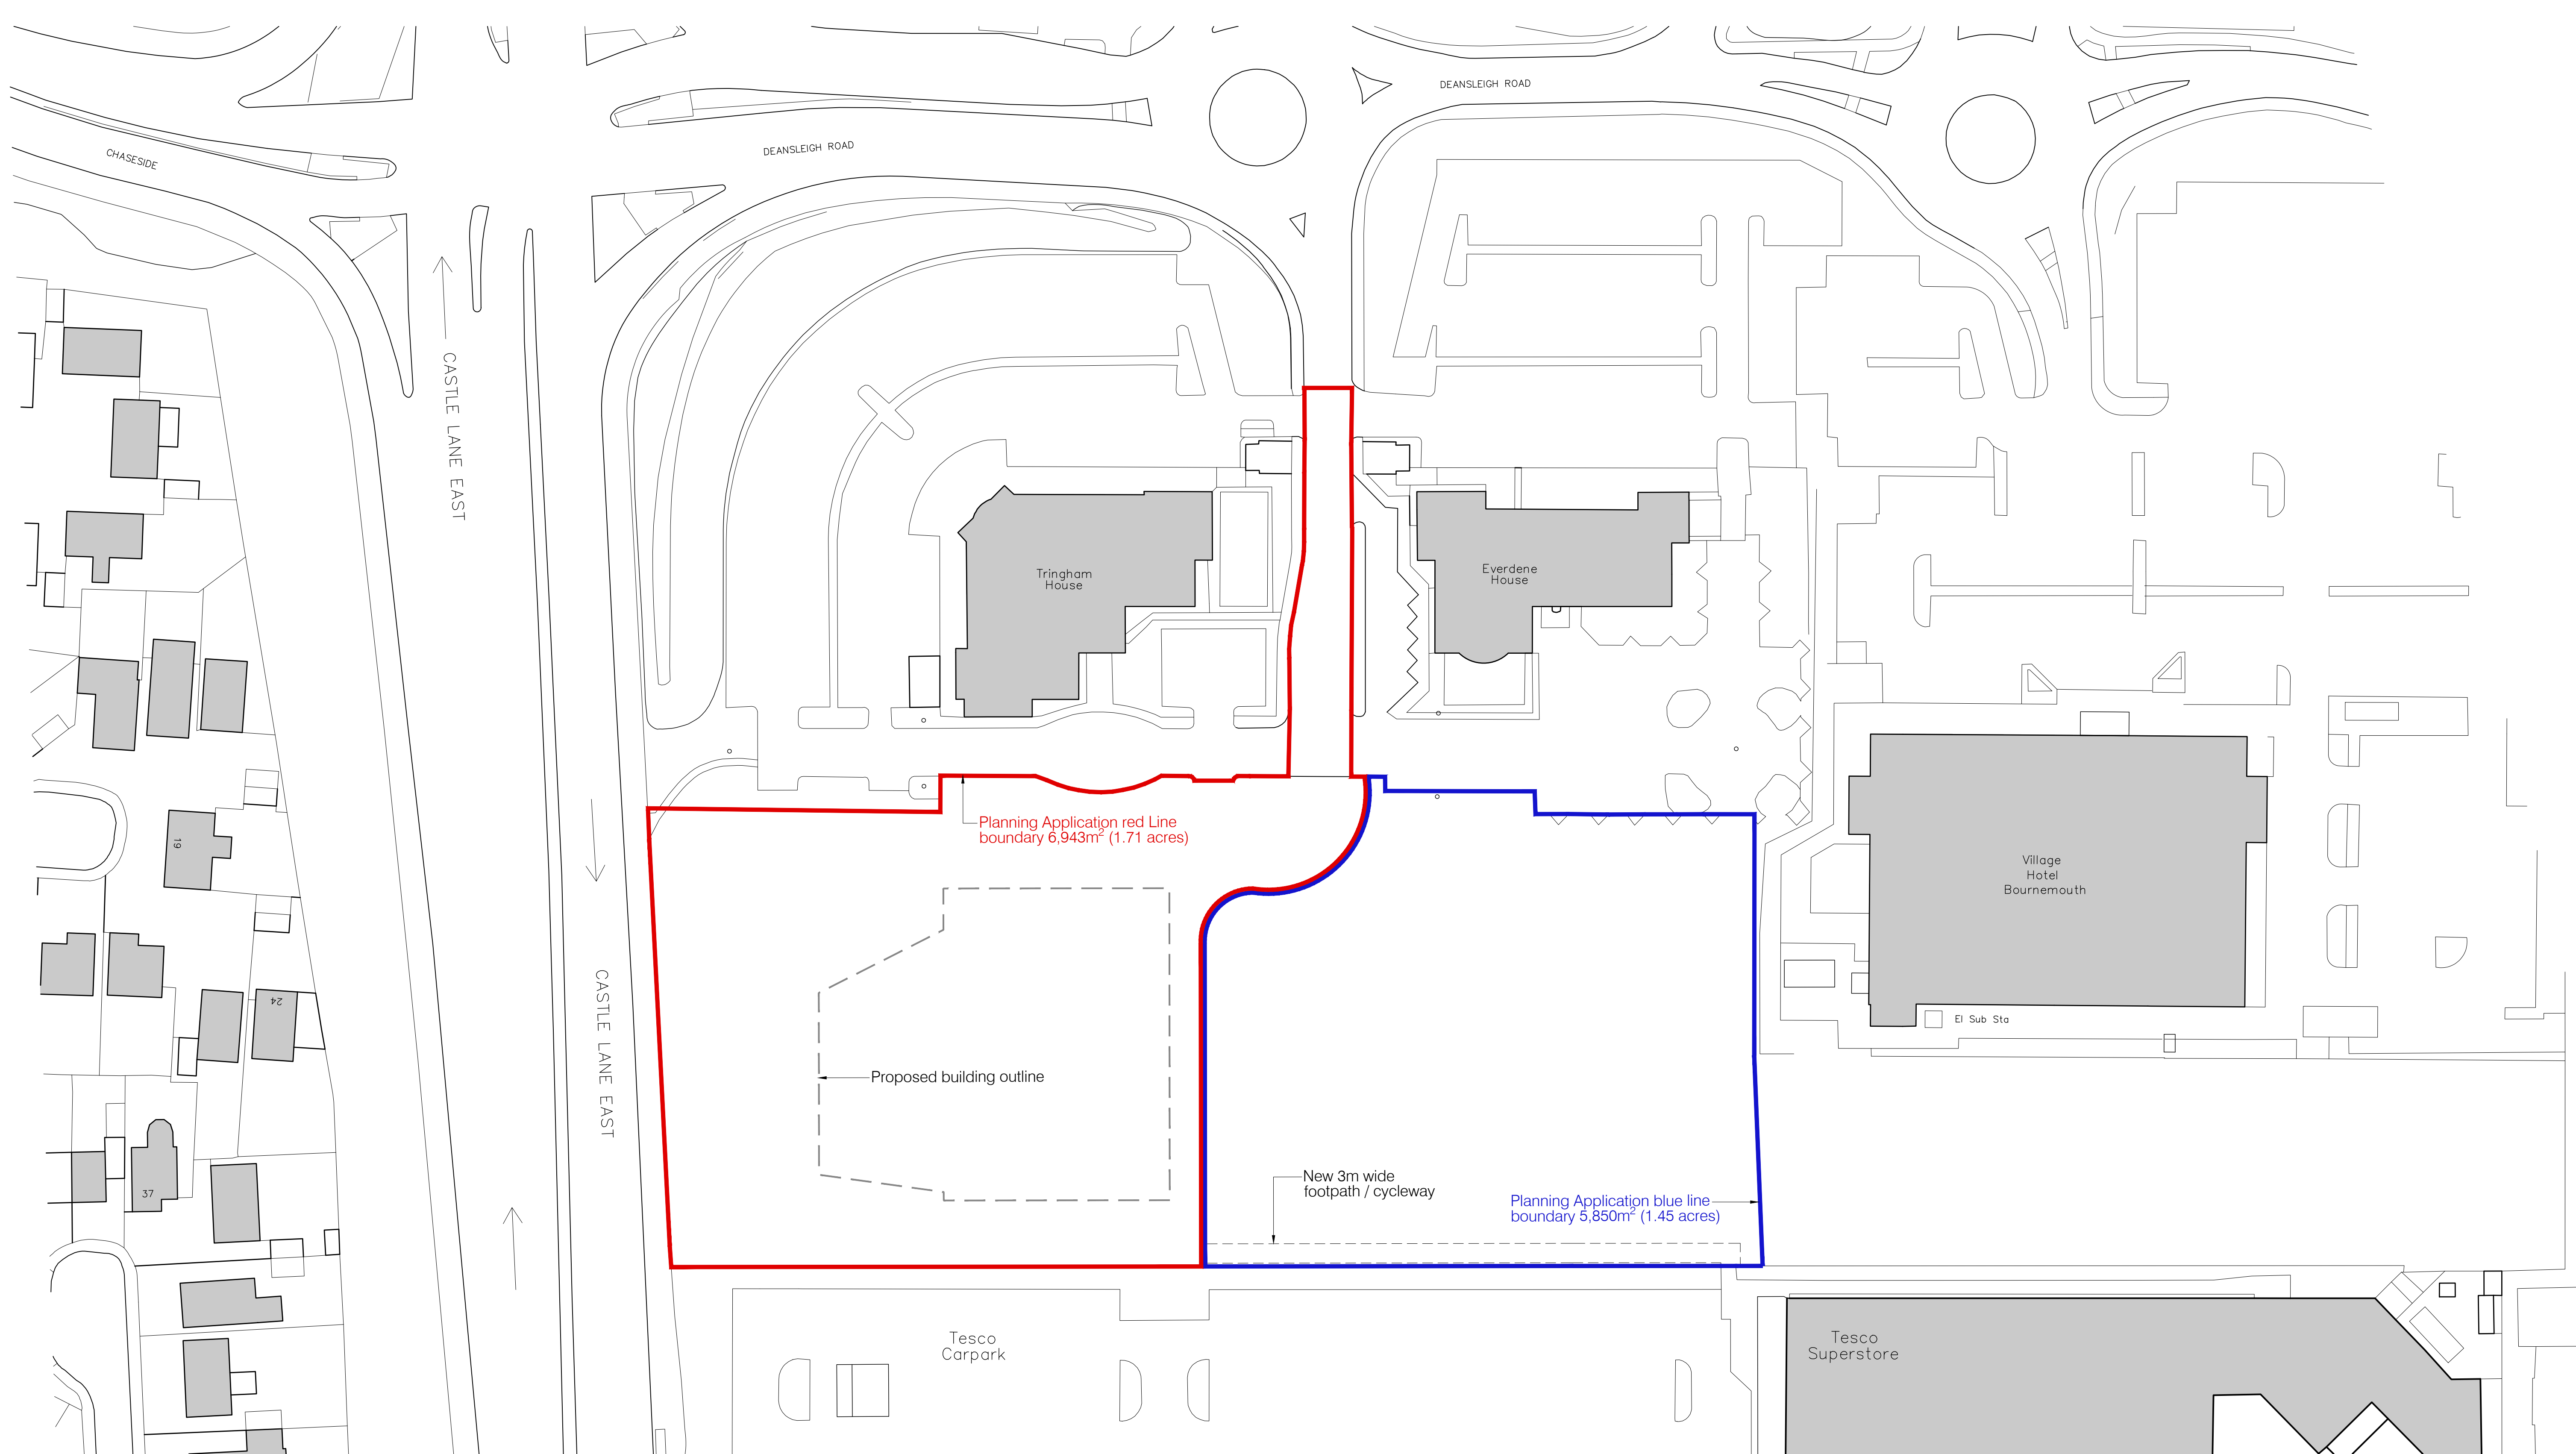 DEANSLEIGH ROAD
DEANSLEIGH ROAD
CHASESIDE
CASTLE LANE EAST
Tringham
House
Everdene
House
Planning Application red Line
boundary 6,943m² (1.71 acres)
19
Village
Hotel
Bournemouth
24
El Sub Sta
CASTLE LANE EAST
Proposed building outline
New 3m wide
footpath / cycleway
37
Planning Application blue line
boundary 5,850m² (1.45 acres)
Tesco
Carpark
Tesco
Superstore